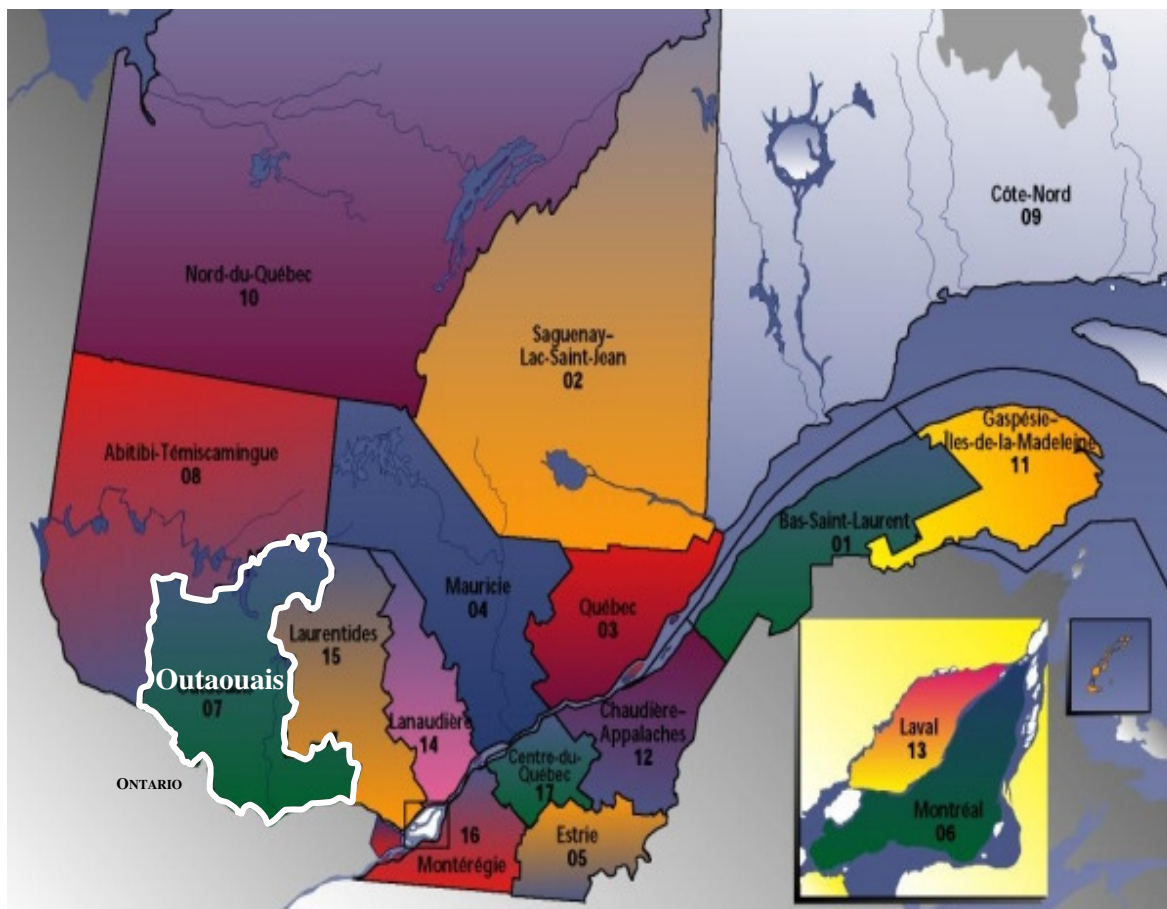 Côte-Nord
09
Nord-du-Québec
10
Saguenay–
Lac-Saint-Jean
02
Gaspésie–
Îles-de-la-Madeleine
11
Abitibi-Témiscamingue
08
Bas-Saint-Laurent
01
Mauricie
04
Québec
03
Laurentides
15
Outaouais
07
Lanaudière
14
Chaudière-
Appalaches
12
Laval
13
Centre-du-
Québec
17
ONTARIO
Montréal
06
16
Montérégie
Estrie
05